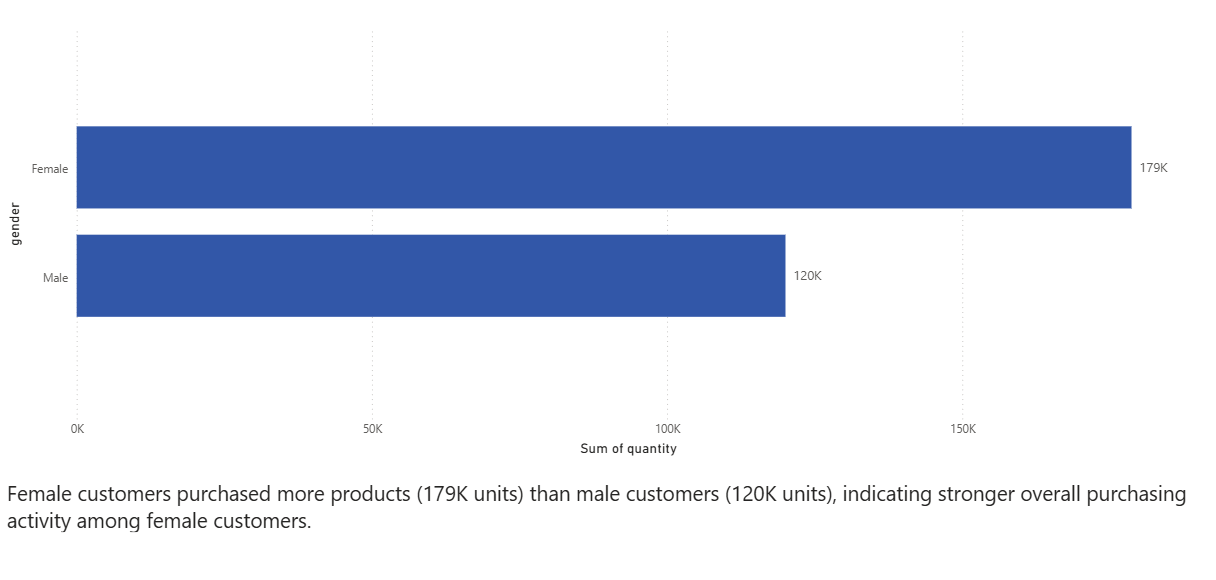 Female
179K
gender
Male
120K
0K
50K
100K
150K
Sum of quantity
Female customers purchased more products (179K units) than male customers (120K units), indicating stronger overall purchasing
activity among female customers.